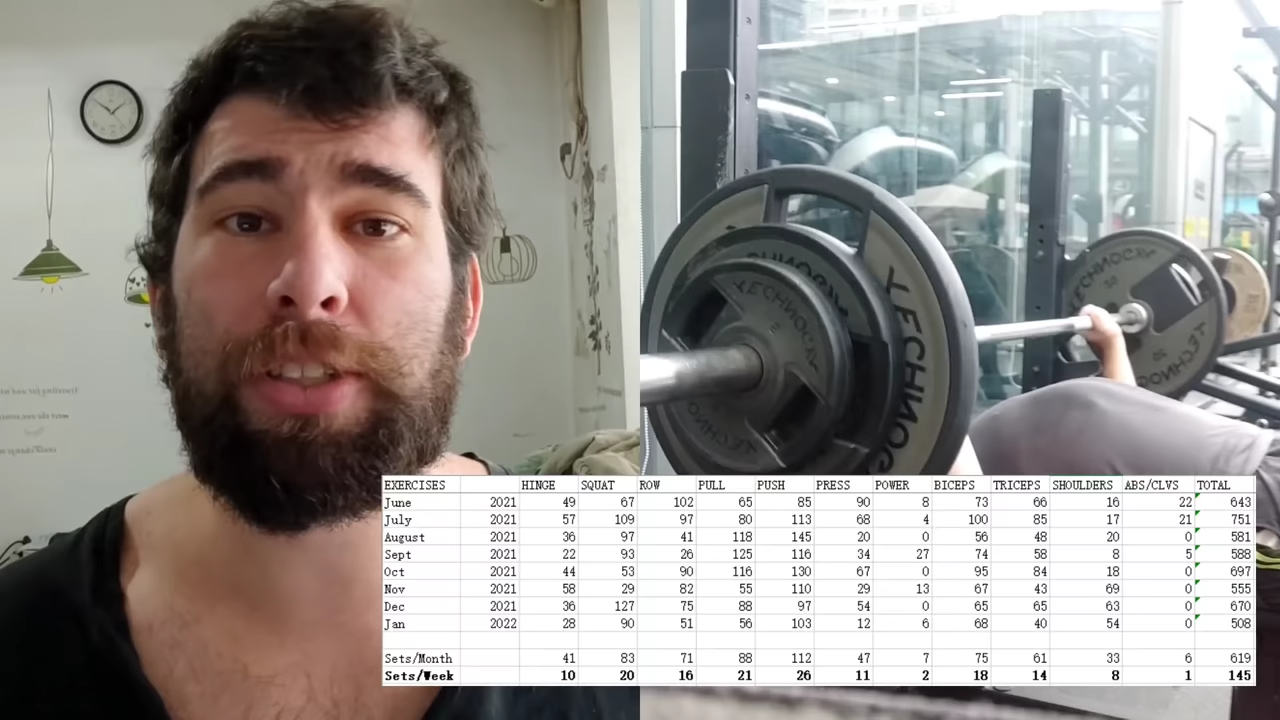 TECHNOGY
TECHNOGY
TECHNOGY
20
TECHNOG
EXERCISES HINGE SQUAT ROW PULL PUSH PRESS POWER BICEPS TRICEPS SHOULDERS ABS/CLVS TOTAL
June 2021 49 67 102 65 85 90 8 73 66 16 22 643
July 2021 57 109 97 80 113 68 4 100 85 17 21 751
August 2021 36 97 41 118 145 20 0 56 48 20 0 581
Sept 2021 22 93 26 125 116 34 27 74 58 8 5 588
Oct 2021 44 53 90 116 130 67 0 95 84 18 0 697
Nov 2021 58 29 82 55 110 29 13 67 43 69 0 555
Dec 2021 36 127 75 88 97 54 0 65 65 63 0 670
Jan 2022 28 90 51 56 103 12 6 68 40 54 0 508
Sets/Month 41 83 71 88 112 47 7 75 61 33 6 619
Sets/Week 10 20 16 21 26 11 2 18 14 8 1 145